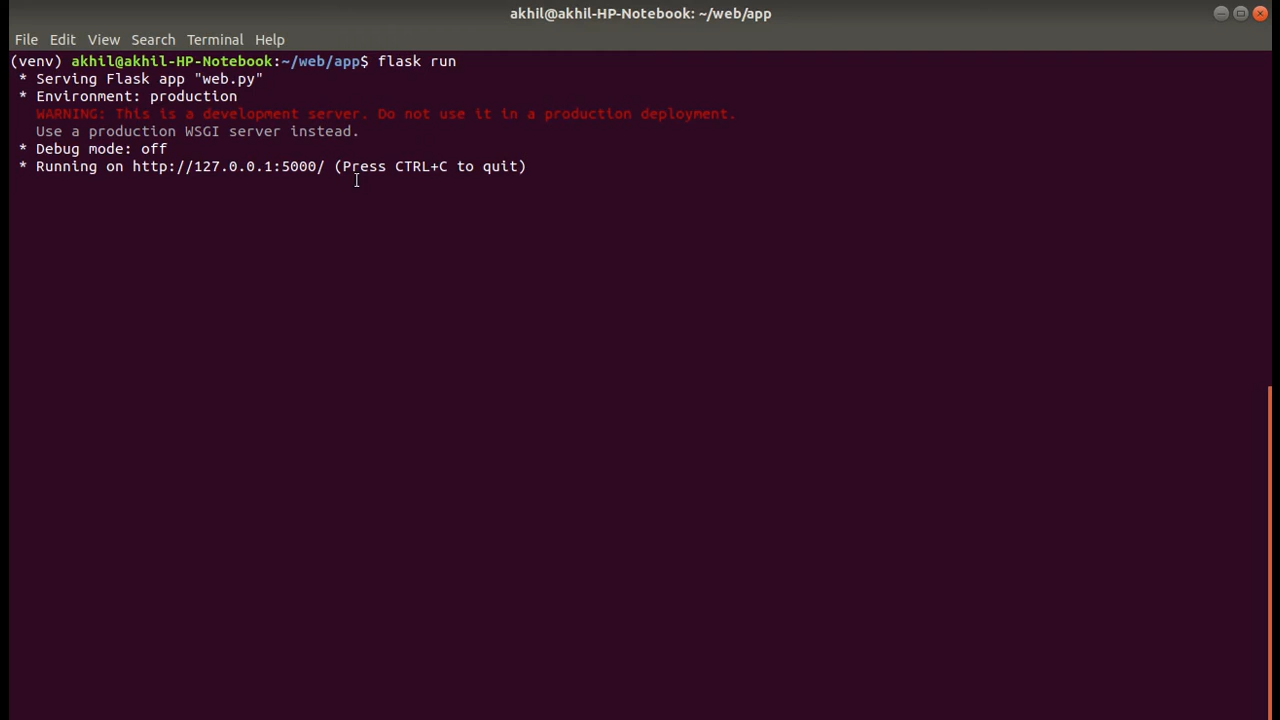 akhil@akhil-HP-Notebook: ~/web/app
File Edit View Search Terminal Help
(venv) akhil@akhil-HP-Notebook:~/web/app$ flask run
* Serving Flask app "web.py"
* Environment: production
WARNING: This is a development server. Do not use it in a production deployment.
Use a production WSGI server instead.
* Debug mode: off
* Running on http://127.0.0.1:5000/ (Press CTRL+C to quit)